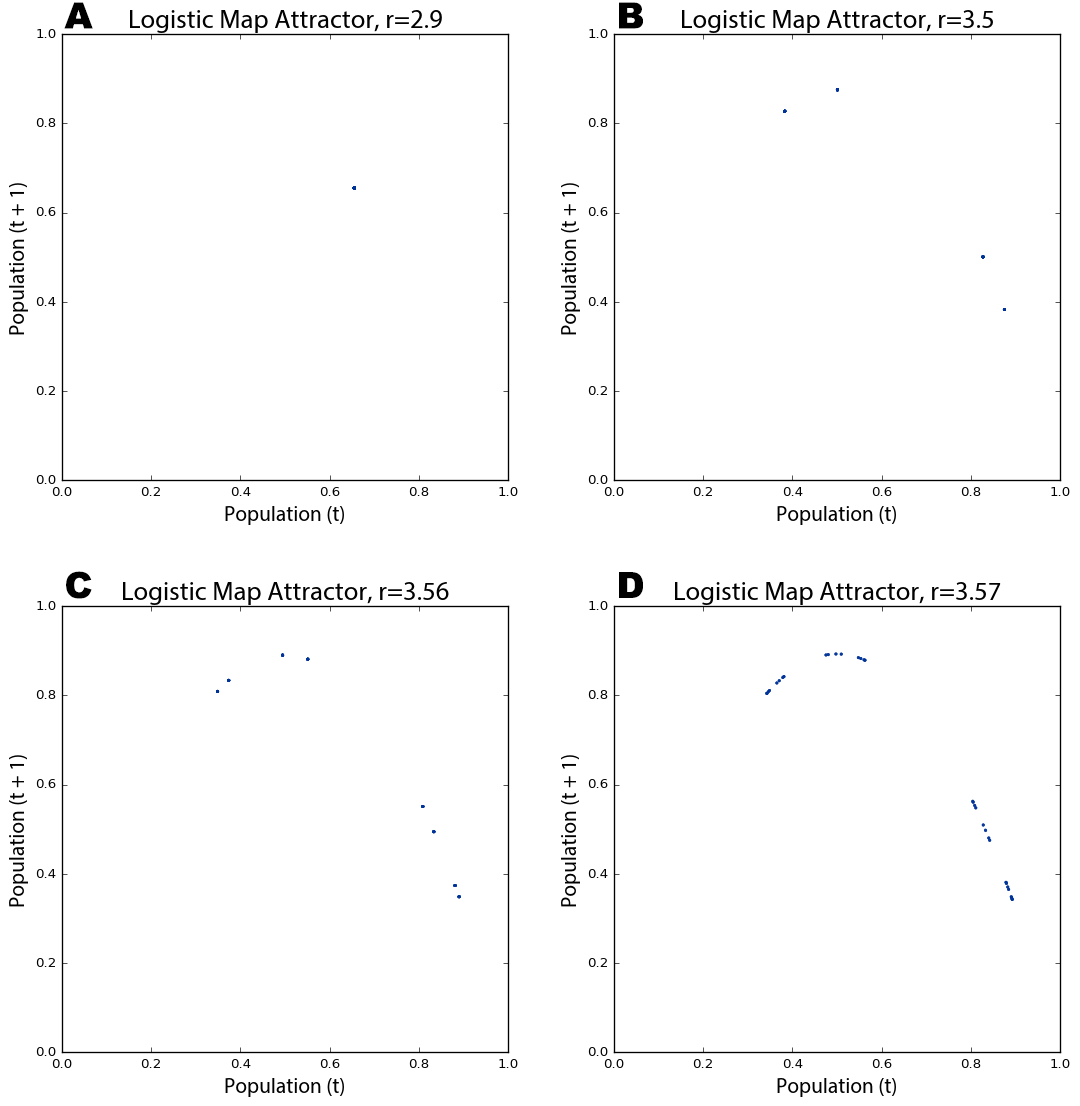 A Logistic Map Attractor, r=2.9
1.0
0.8
0.6
0.4
0.2
0.0
Population (t + 1)
0.0 0.2 0.4 0.6 0.8 1.0
Population (t)
B Logistic Map Attractor, r=3.5
1.0
0.8
0.6
0.4
0.2
0.0
Population (t + 1)
0.0 0.2 0.4 0.6 0.8 1.0
Population (t)
C Logistic Map Attractor, r=3.56
1.0
0.8
0.6
0.4
0.2
0.0
Population (t + 1)
0.0 0.2 0.4 0.6 0.8 1.0
Population (t)
D Logistic Map Attractor, r=3.57
1.0
0.8
0.6
0.4
0.2
0.0
Population (t + 1)
0.0 0.2 0.4 0.6 0.8 1.0
Population (t)